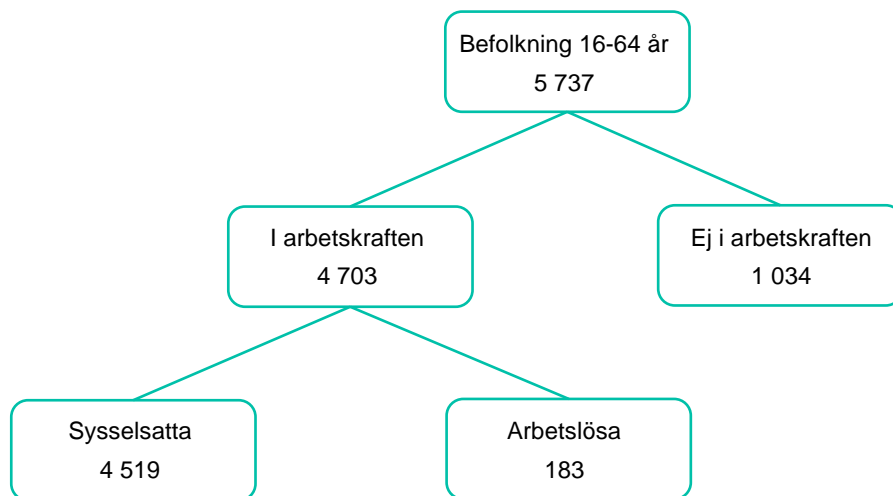 Befolkning 16-64 år
5 737
I arbetskraften
4 703
Ej i arbetskraften
1 034
Sysselsatta
4 519
Arbetslösa
183